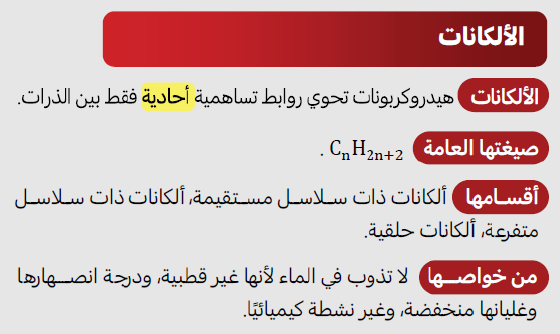 الألكانات
الألكانات هيدروكربونات تحوي روابط تساهمية أحادية فقط بين الذرات.
صيغتها العامة CₙH₂ₙ₊₂ .
أقسامها ألكانات ذات سلاسل مستقيمة، ألكانات ذات سلاسل
متفرعة، ألكانات حلقية.
من خواصها لا تذوب في الماء لأنها غير قطبية، ودرجة انصهارها
وغليانها منخفضة، وغير نشطة كيميائيًا.